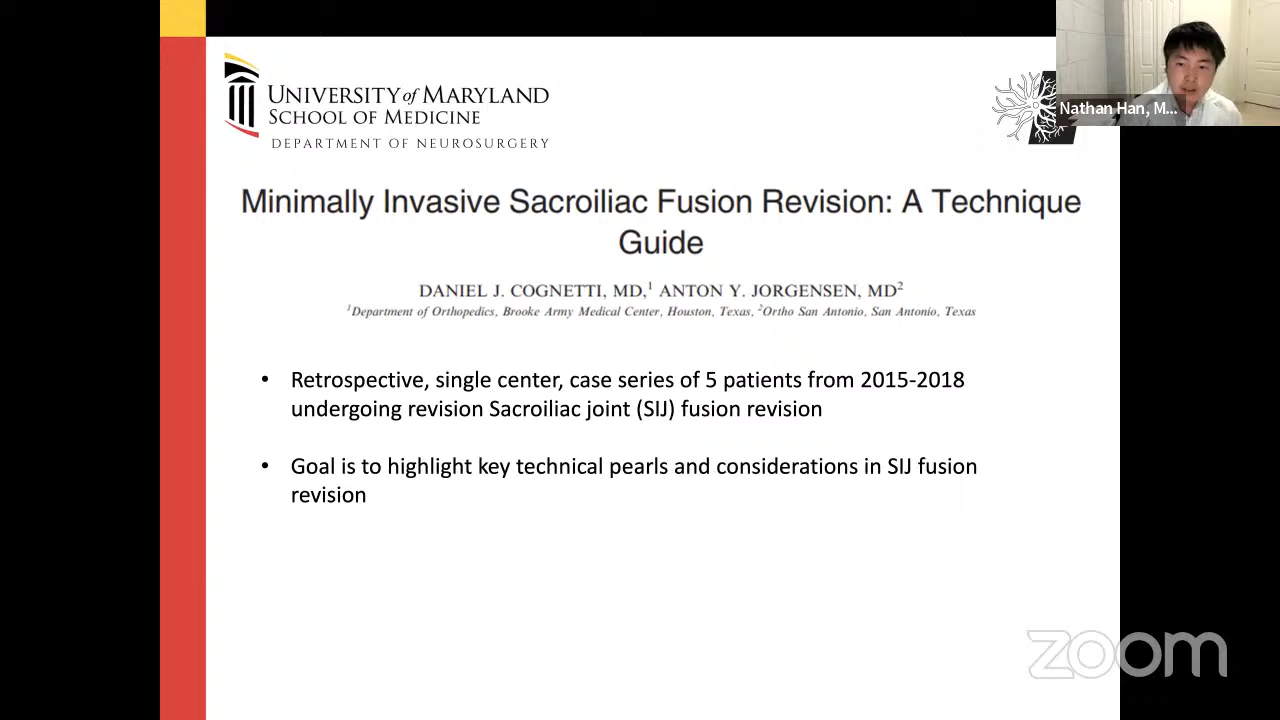 UNIVERSITY of MARYLAND
SCHOOL OF MEDICINE
DEPARTMENT OF NEUROSURGERY
Nathan Han, M...
Minimally Invasive Sacroiliac Fusion Revision: A Technique
Guide
DANIEL J. COGNETTI, MD,1 ANTON Y. JORGENSEN, MD2
1Department of Orthopedics, Brooke Army Medical Center, Houston, Texas, 2Ortho San Antonio, San Antonio, Texas
• Retrospective, single center, case series of 5 patients from 2015-2018
undergoing revision Sacroiliac joint (SIJ) fusion revision
• Goal is to highlight key technical pearls and considerations in SIJ fusion
revision
zoom